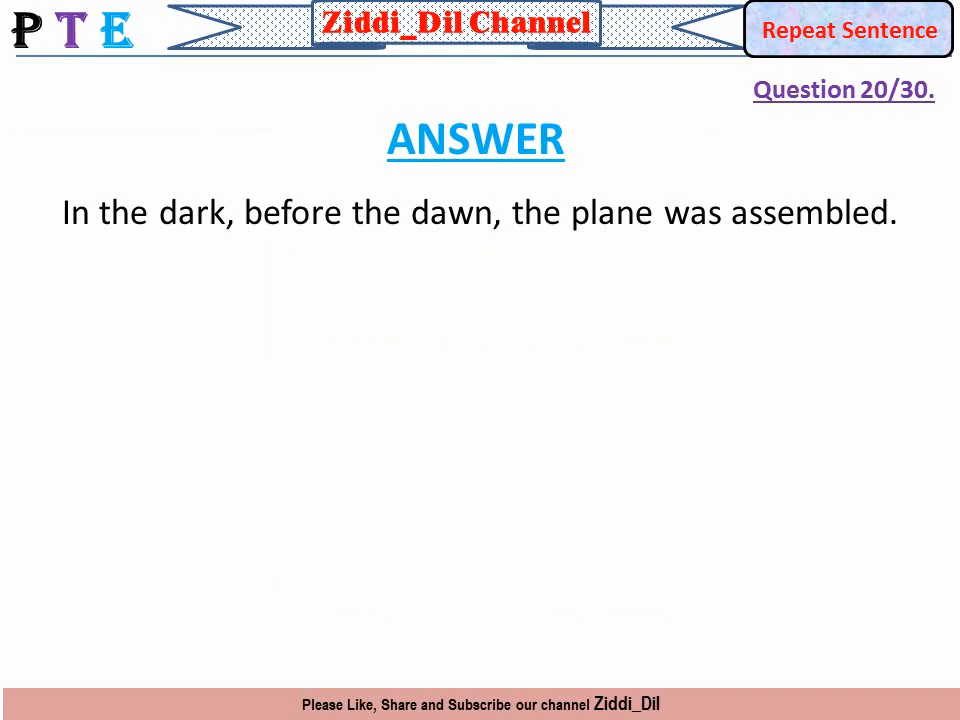 P T E
Ziddi_Dil Channel
Repeat Sentence
Question 20/30.
ANSWER
In the dark, before the dawn, the plane was assembled.
Please Like, Share and Subscribe our channel Ziddi_Dil